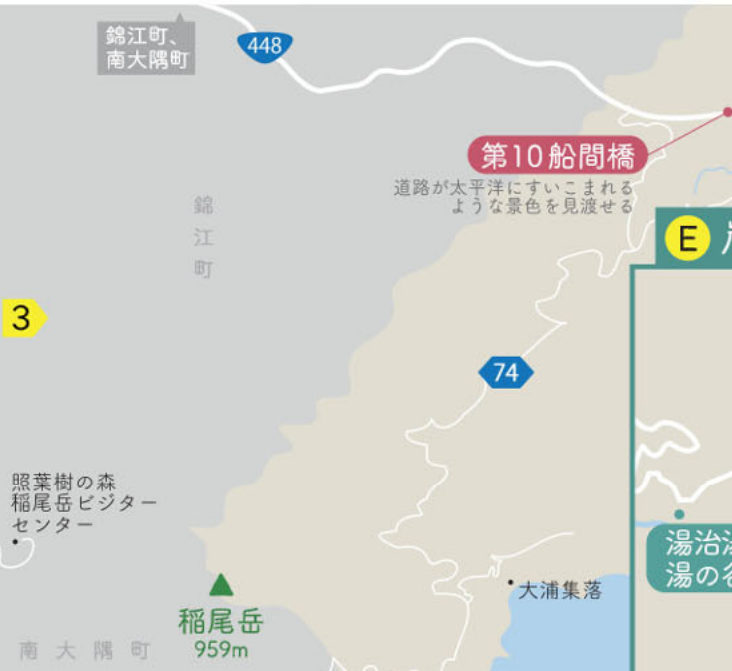 錦江町、
南大隅町
448
第10船間橋
道路が太平洋にすいこまれる
ような景色を見渡せる
錦江町
E
3
74
照葉樹の森
稲尾岳ビジター
センター
湯治
湯の
大浦集落
稲尾岳
959m
南大隅町